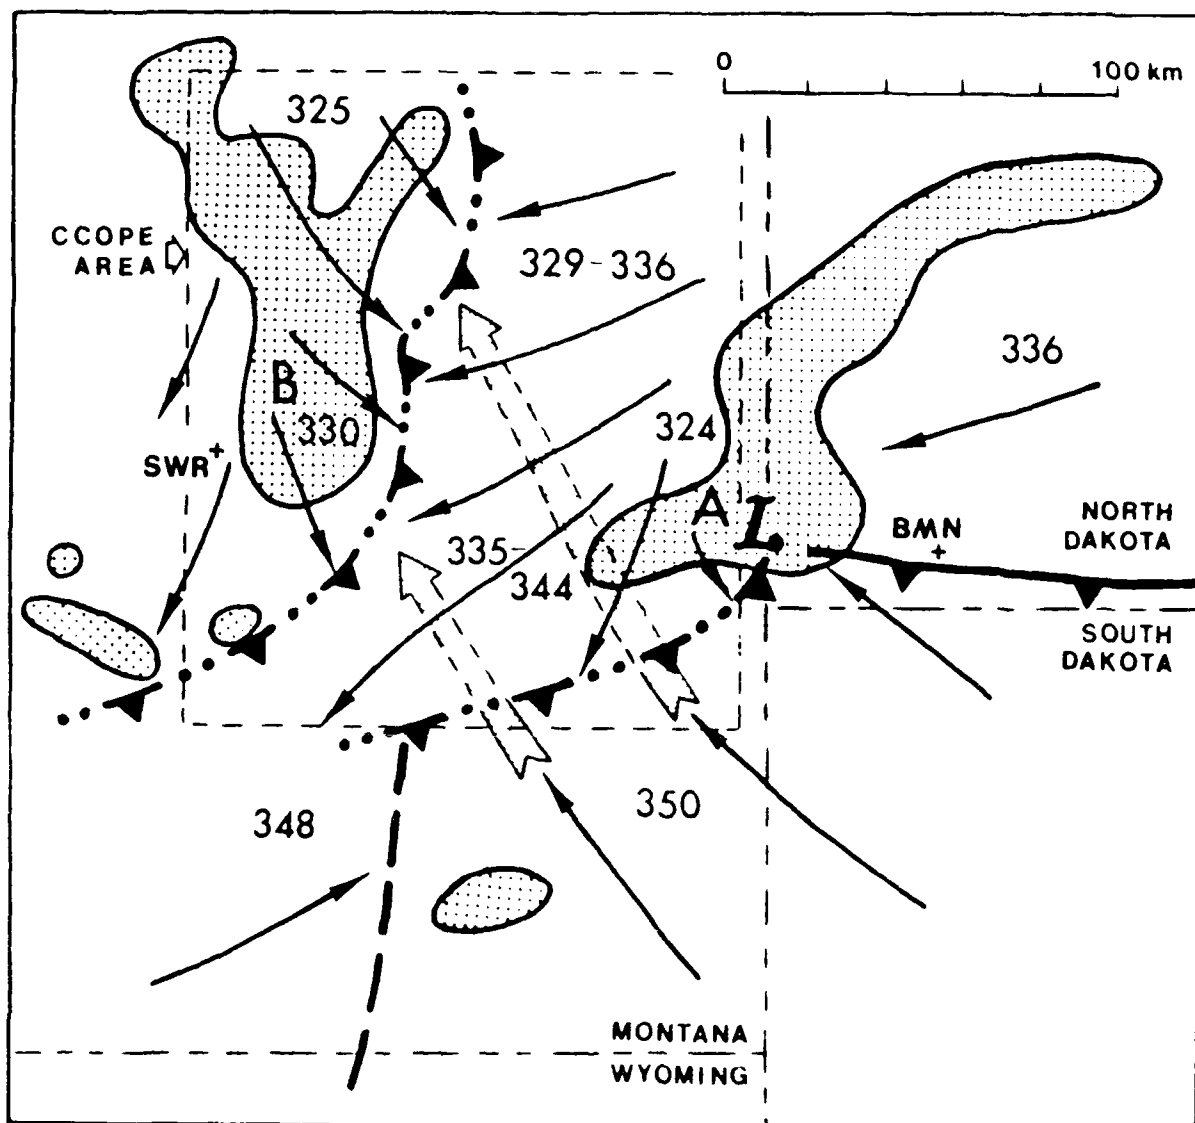 0
100 km
325
CCOPE
AREA
329-336
336
B
330
324
SWR
A
L
BMN
NORTH
DAKOTA
335-
344
SOUTH
DAKOTA
348
350
MONTANA
WYOMING